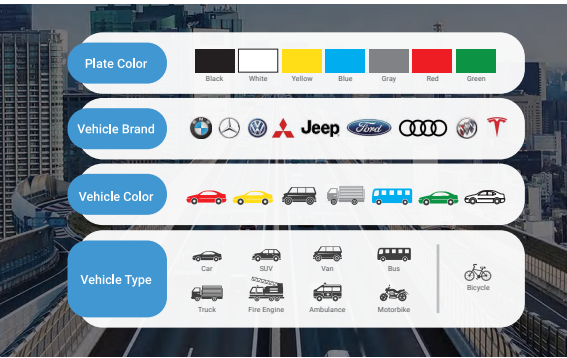 Plate Color
Black White Yellow Blue Gray Red Green
Vehicle Brand
Jeep Ford
Vehicle Color
Vehicle Type
Car SUV Van Bus
Bicycle
Truck Fire Engine Ambulance Motorbike